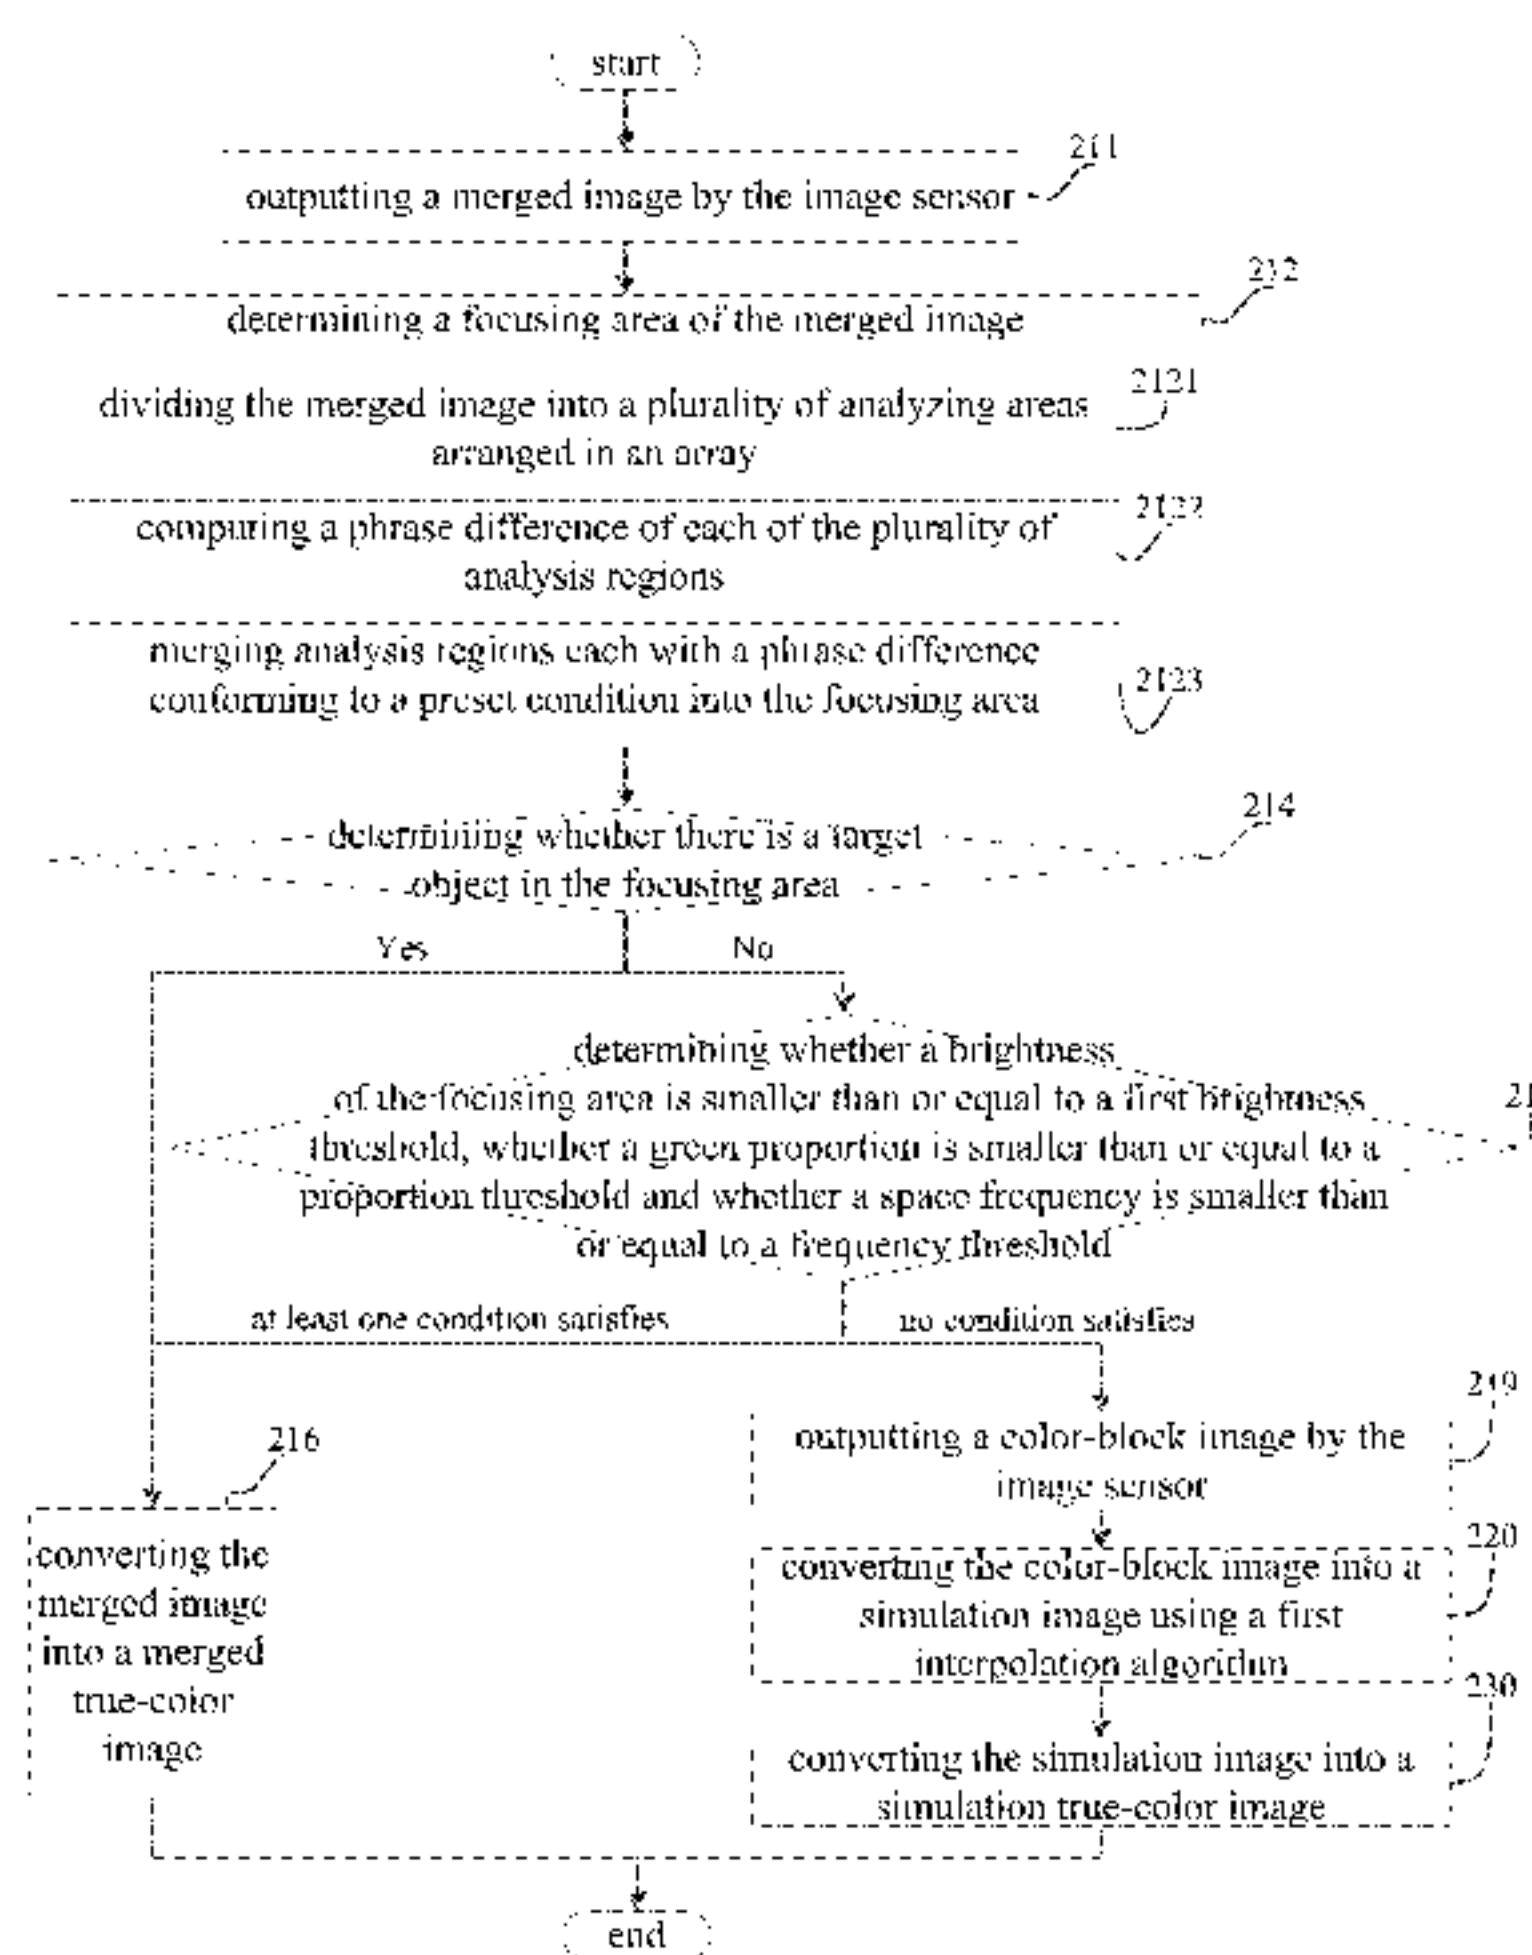 start
211
outputting a merged image by the image sensor
212
determining a focusing area of the merged image
2121
dividing the merged image into a plurality of analyzing areas
arranged in an array
2122
computing a phrase difference of each of the plurality of
analysis regions
merging analysis regions each with a phrase difference
conforming to a preset condition into the focusing area
2123
214
determining whether there is a target
object in the focusing area
Yes
No
determining whether a brightness
of the focusing area is smaller than or equal to a first brightness
threshold, whether a green proportion is smaller than or equal to a
proportion threshold and whether a space frequency is smaller than
or equal to a frequency threshold
at least one condition satisfies
no condition satisfies
219
outputting a color-block image by the
image sensor
216
220
converting the
merged image
into a merged
true-color
image
converting the color-block image into a
simulation image using a first
interpolation algorithm
230
converting the simulation image into a
simulation true-color image
end